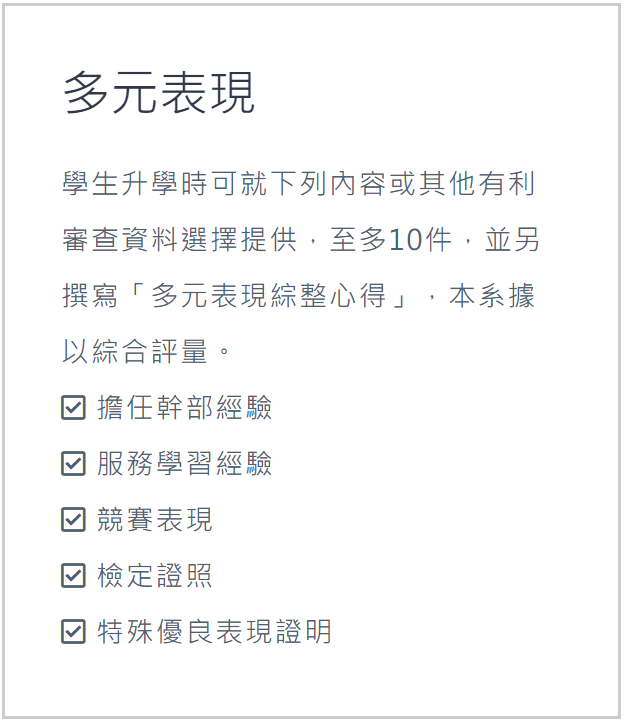 多元表現
學生升學時可就下列內容或其他有利
審查資料選擇提供，至多10件，並另
撰寫「多元表現綜整心得」，本系據
以綜合評量。
擔任幹部經驗
服務學習經驗
競賽表現
檢定證照
特殊優良表現證明